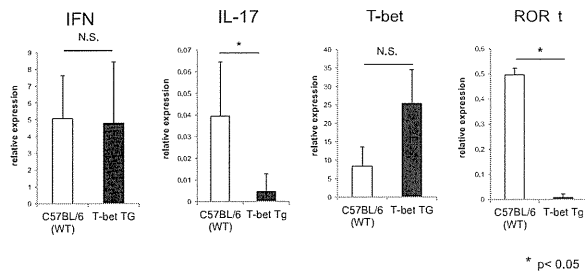 IFN
N.S.
relative expression
9
8
7
6
5
4
3
2
1
0
C57BL/6
(WT)
T-bet TG
IL-17
*
relative expression
0,07
0,06
0,05
0,04
0,03
0,02
0,01
0
C57BL/6
(WT)
T-bet Tg
T-bet
N.S.
relative expression
40
35
30
25
20
15
10
5
0
C57BL/6
(WT)
T-bet TG
ROR t
*
relative expression
0,6
0,5
0,4
0,3
0,2
0,1
0
C57BL/6
(WT)
T-bet Tg
* p< 0,05